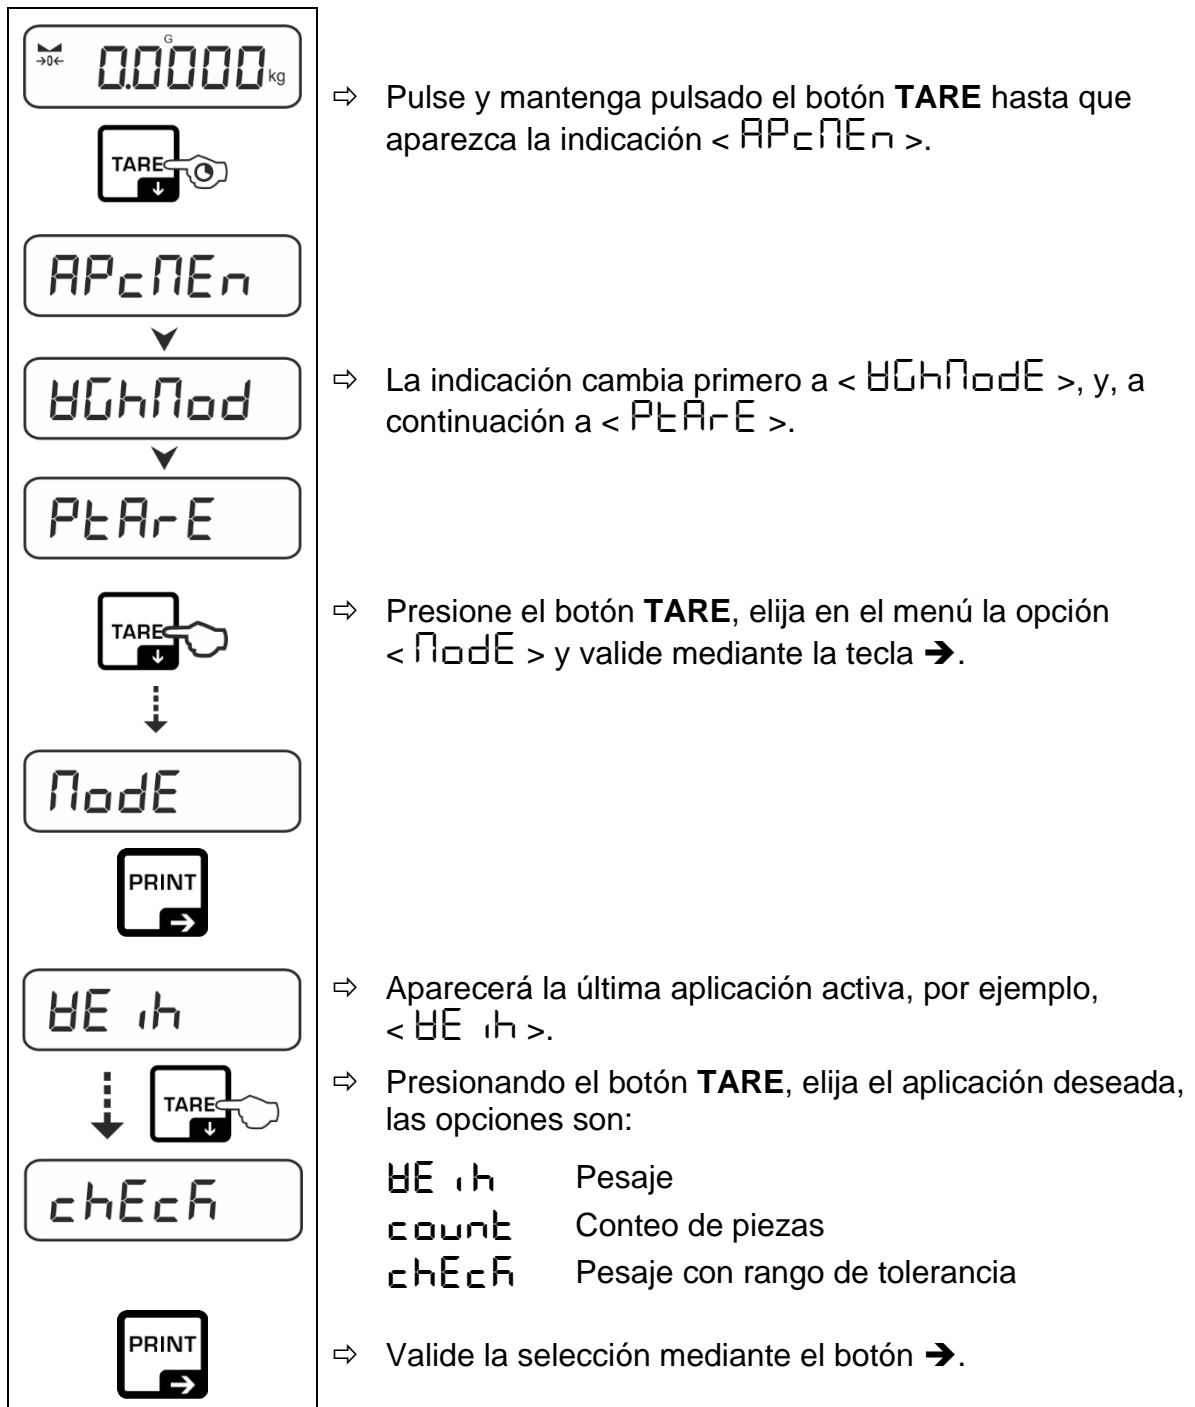 G
→0← 0.0000 kg
⇨ Pulse y mantenga pulsado el botón TARE hasta que
aparezca la indicación < APcMEn >.
TARE
↓
APcMEn
WGhMod
⇨ La indicación cambia primero a < WGhModE >, y, a
continuación a < PtArE >.
PtArE
TARE
↓
⇨ Presione el botón TARE, elija en el menú la opción
< ModE > y valide mediante la tecla ➔.
ModE
PRINT
→
WEih
⇨ Aparecerá la última aplicación activa, por ejemplo,
< WEih >.
TARE
↓
⇨ Presionando el botón TARE, elija el aplicación deseada,
las opciones son:
chEck
WEih Pesaje
count Conteo de piezas
chEck Pesaje con rango de tolerancia
PRINT
→
⇨ Valide la selección mediante el botón ➔.